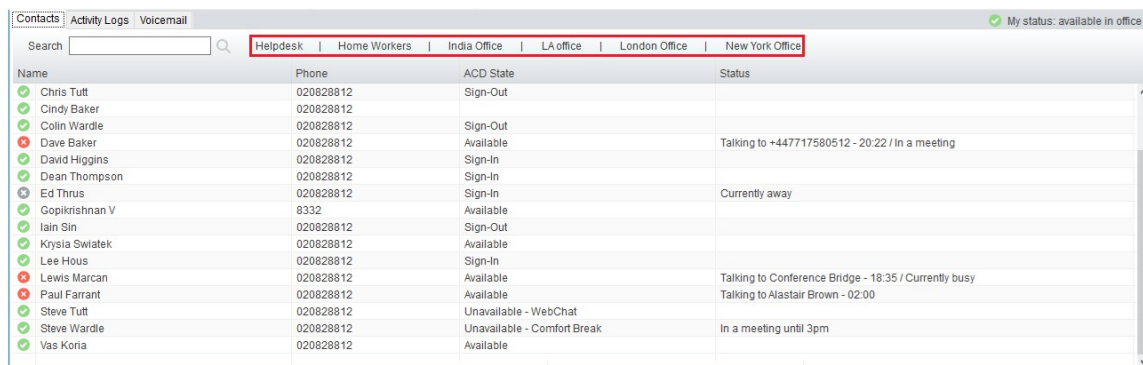 Contacts Activity Logs Voicemail My status: available in office
Search Helpdesk | Home Workers | India Office | LA office | London Office | New York Office
Name Phone ACD State Status
Chris Tutt 020828812 Sign-Out
Cindy Baker 020828812
Colin Wardle 020828812 Sign-Out
Dave Baker 020828812 Available Talking to +447717580512 - 20:22 / In a meeting
David Higgins 020828812 Sign-In
Dean Thompson 020828812 Sign-In
Ed Thrus 020828812 Sign-In Currently away
Gopikrishnan V 8332 Available
Iain Sin 020828812 Sign-Out
Krysia Swiatek 020828812 Available
Lee Hous 020828812 Sign-In
Lewis Marcan 020828812 Available Talking to Conference Bridge - 18:35 / Currently busy
Paul Farrant 020828812 Available Talking to Alastair Brown - 02:00
Steve Tutt 020828812 Unavailable - WebChat
Steve Wardle 020828812 Unavailable - Comfort Break In a meeting until 3pm
Vas Koria 020828812 Available